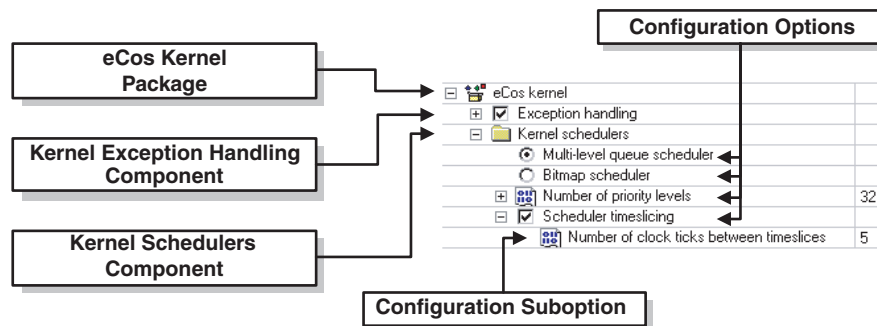 Configuration Options
eCos Kernel
Package
eCos kernel
Exception handling
Kernel schedulers
Kernel Exception Handling
Component
Multi-level queue scheduler
Bitmap scheduler
Number of priority levels 32
Scheduler timeslicing
Kernel Schedulers
Component
Number of clock ticks between timeslices 5
Configuration Suboption